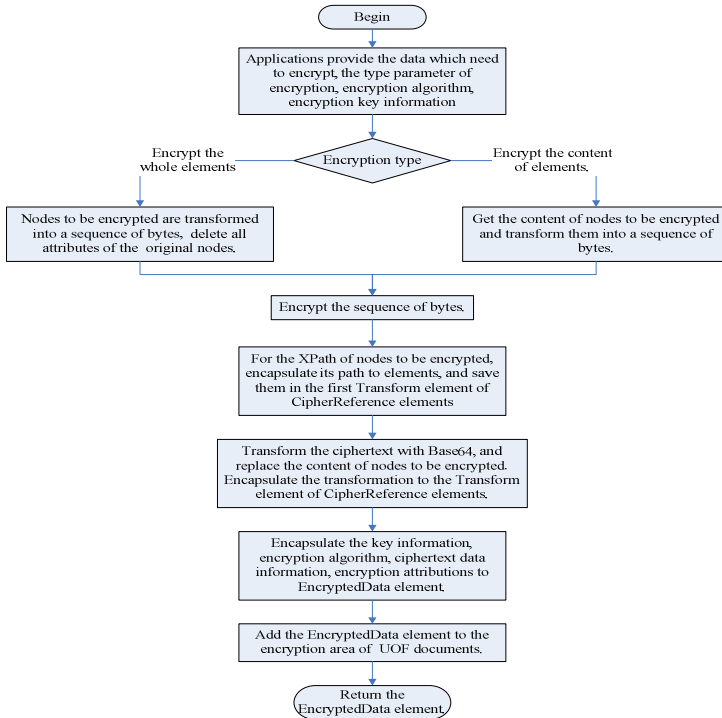 Begin
Applications provide the data which need
to encrypt, the type parameter of
encryption, encryption algorithm,
encryption key information
Encryption type
Encrypt the
whole elements
Encrypt the content
of elements.
Nodes to be encrypted are transformed
into a sequence of bytes, delete all
attributes of the original nodes.
Get the content of nodes to be encrypted
and transform them into a sequence of
bytes.
Encrypt the sequence of bytes.
For the XPath of nodes to be encrypted,
encapsulate its path to elements, and save
them in the first Transform element of
CipherReference elements
Transform the ciphertext with Base64, and
replace the content of nodes to be encrypted.
Encapsulate the transformation to the Transform
element of CipherReference elements.
Encapsulate the key information,
encryption algorithm, ciphertext data
information, encryption attributions to
EncryptedData element.
Add the EncryptedData element to the
encryption area of UOF documents.
Return the
EncryptedData element.